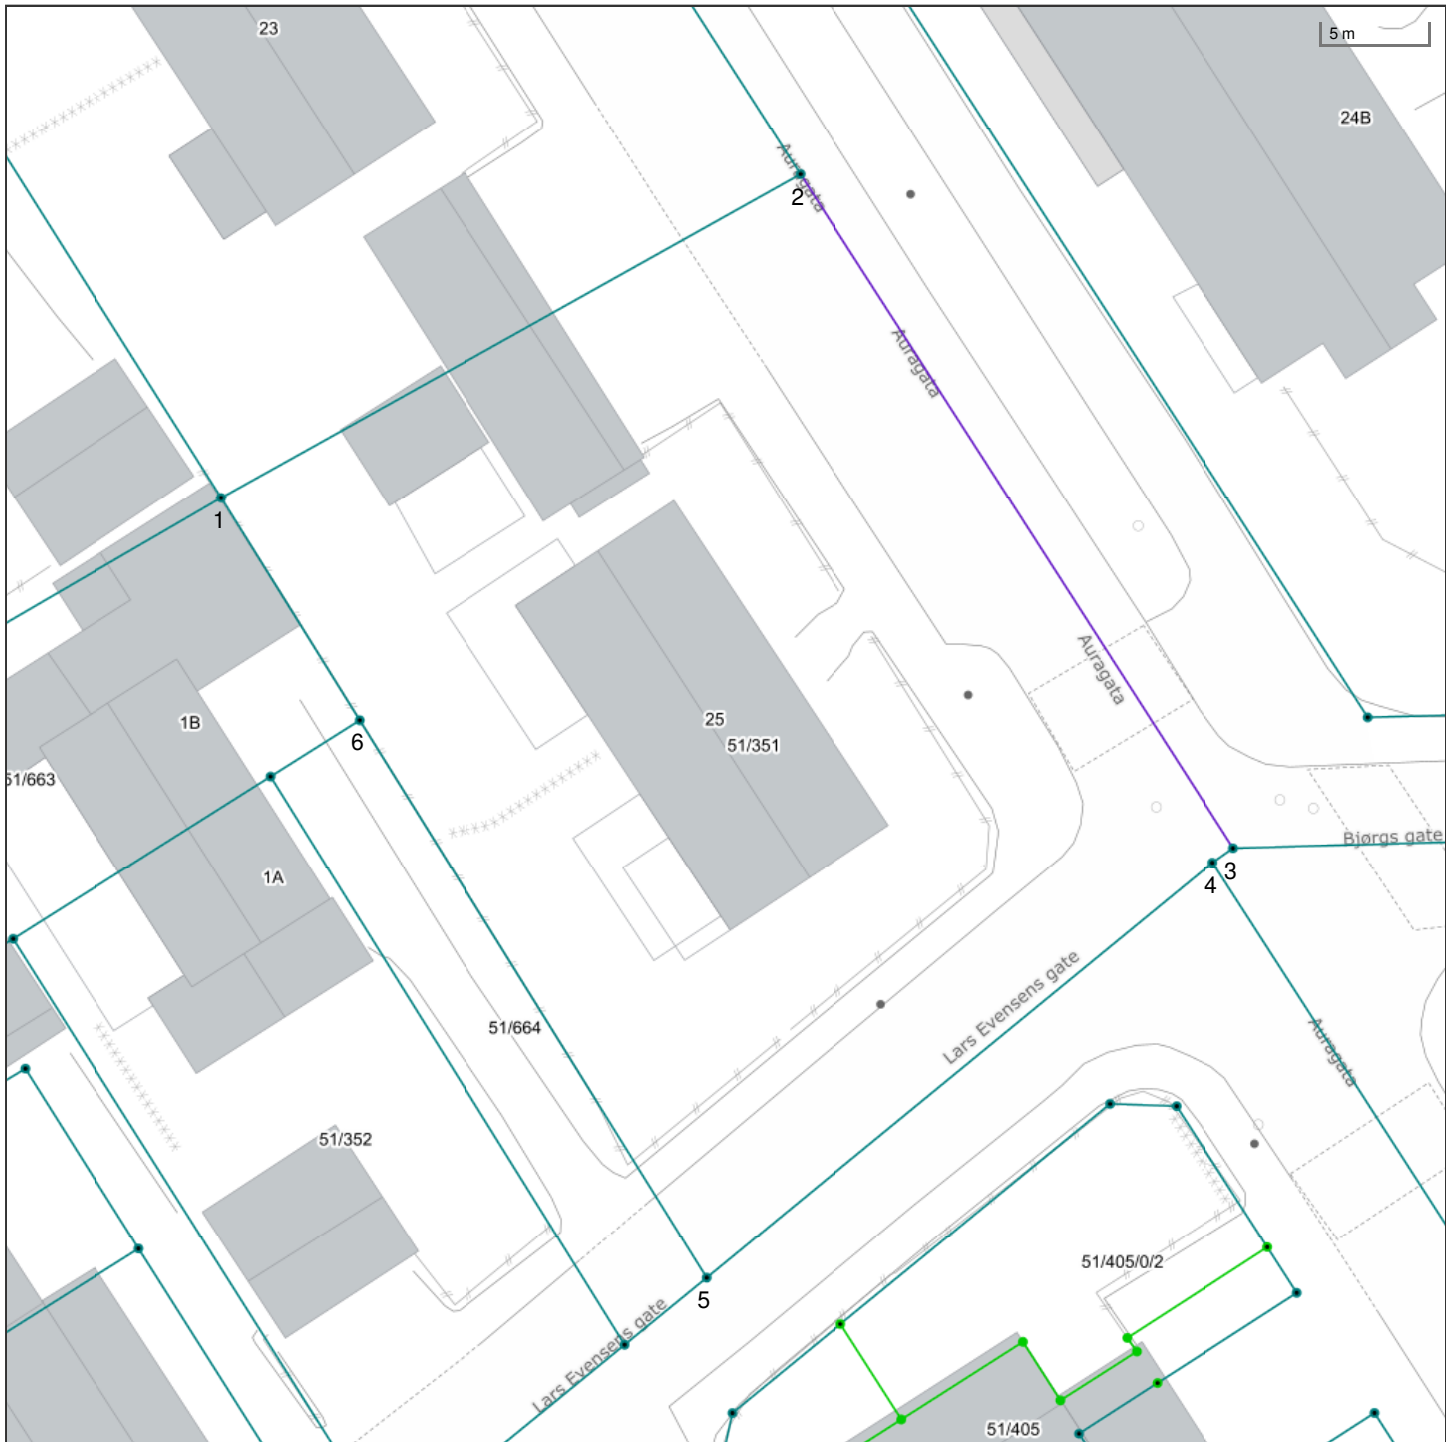 23
5 m
24B
Auragata
2
Auragata
1
Auragata
25
51/351
1B
6
51/663
Bjørgs gate
3
4
1A
Lars Evensens gate
51/664
Auragata
51/352
51/405/0/2
5
Lars Evensens gate
51/405